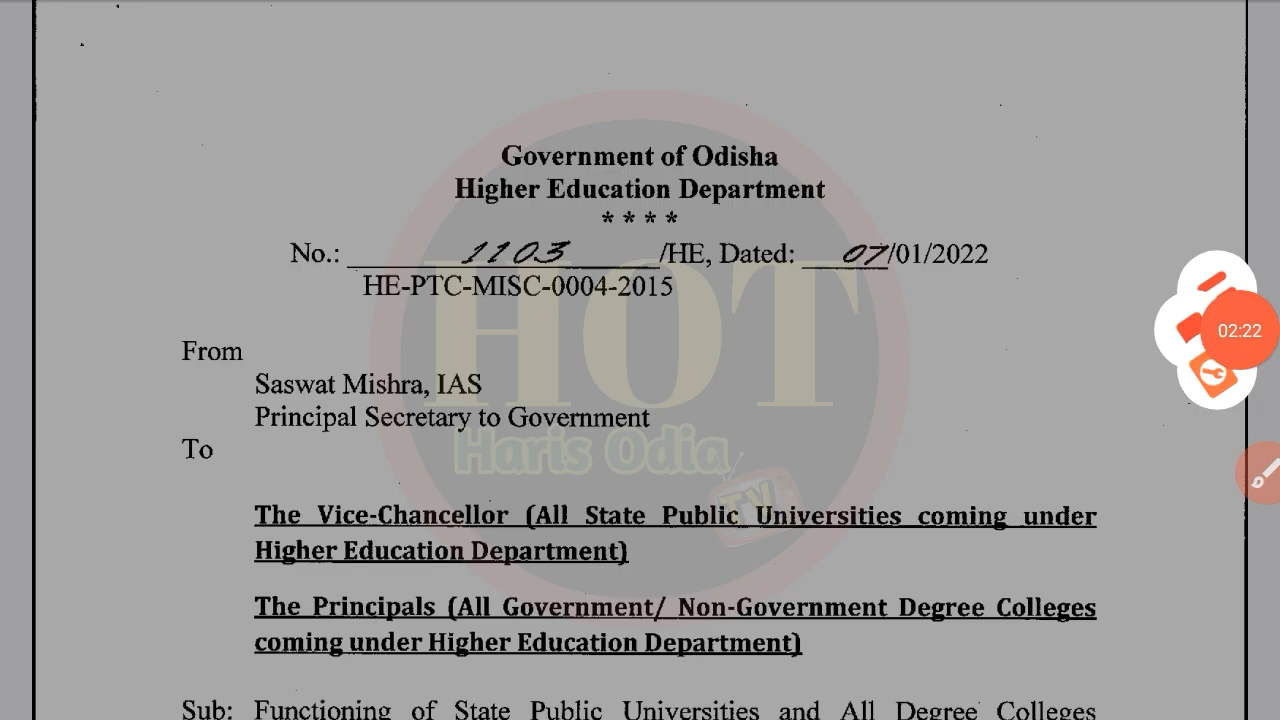 Government of Odisha
Higher Education Department
* * * *
No.: 1103 /HE, Dated: 07/01/2022
HE-PTC-MISC-0004-2015
From
Saswat Mishra, IAS
Principal Secretary to Government
To
The Vice-Chancellor (All State Public Universities coming under
Higher Education Department)
The Principals (All Government/ Non-Government Degree Colleges
coming under Higher Education Department)
Sub: Functioning of State Public Universities and All Degree Colleges
HOT
Haris Odia
TV
02:22